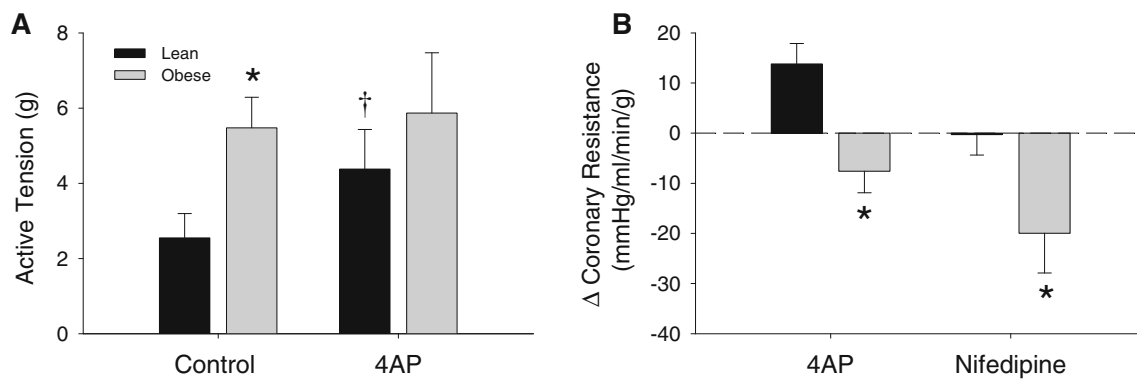 A
Active Tension (g)
8
6
4
2
0
Lean
Obese
*
†
Control
4AP
B
Δ Coronary Resistance
(mmHg/ml/min/g)
20
10
0
-10
-20
-30
-40
*
*
4AP
Nifedipine